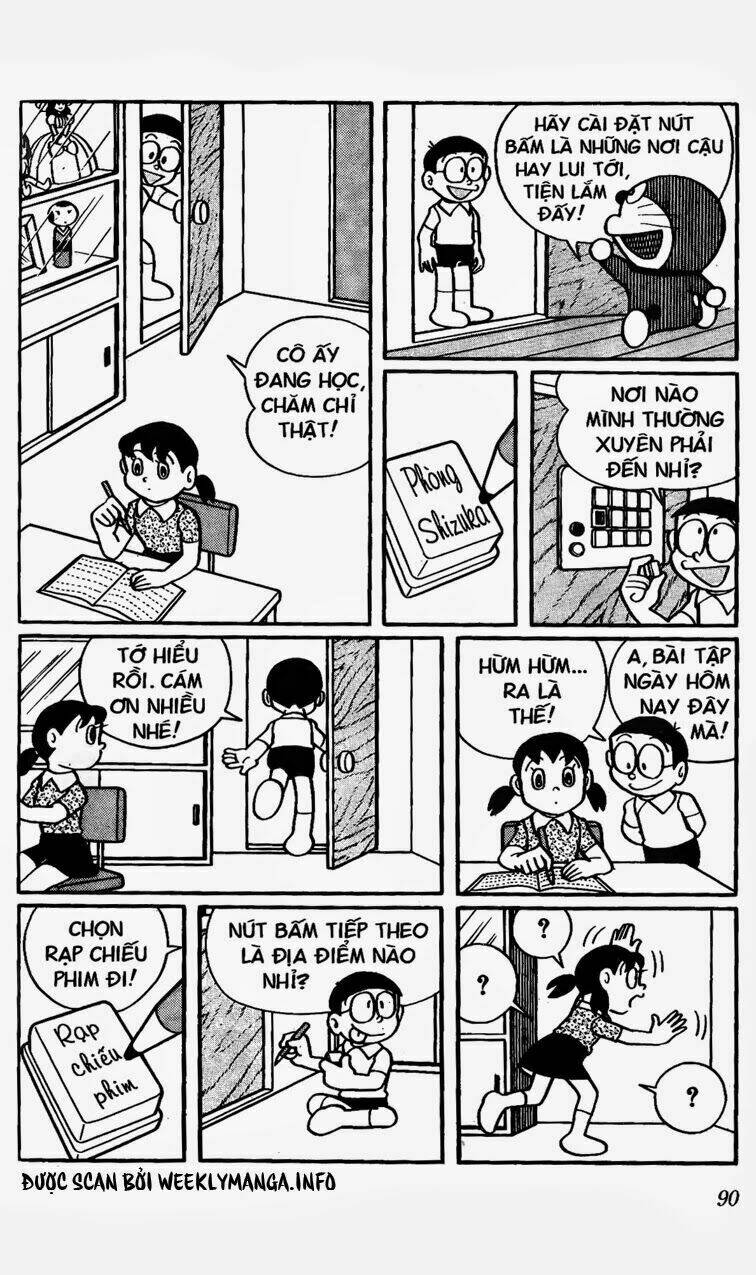 HÃY CÀI ĐẶT NÚT
BẤM LÀ NHỮNG NƠI CẬU
HAY LUI TỚI,
TIỆN LẮM
ĐẤY!
NƠI NÀO
MÌNH THƯỜNG
XUYÊN PHẢI
ĐẾN NHỈ?
Phòng
Shizuka
CÔ ẤY
ĐANG HỌC,
CHĂM CHỈ
THẬT!
A, BÀI TẬP
NGÀY HÔM
NAY ĐÂY
MÀ!
HỪM HỪM...
RA LÀ
THẾ!
TỚ HIỂU
RỒI. CÁM
ƠN NHIỀU
NHÉ!
?
?
?
NÚT BẤM TIẾP THEO
LÀ ĐỊA ĐIỂM NÀO
NHỈ?
CHỌN
RẠP CHIẾU
PHIM ĐI!
Rạp
chiếu
phim
ĐƯỢC SCAN BỞI WEEKLYMANGA.INFO
90